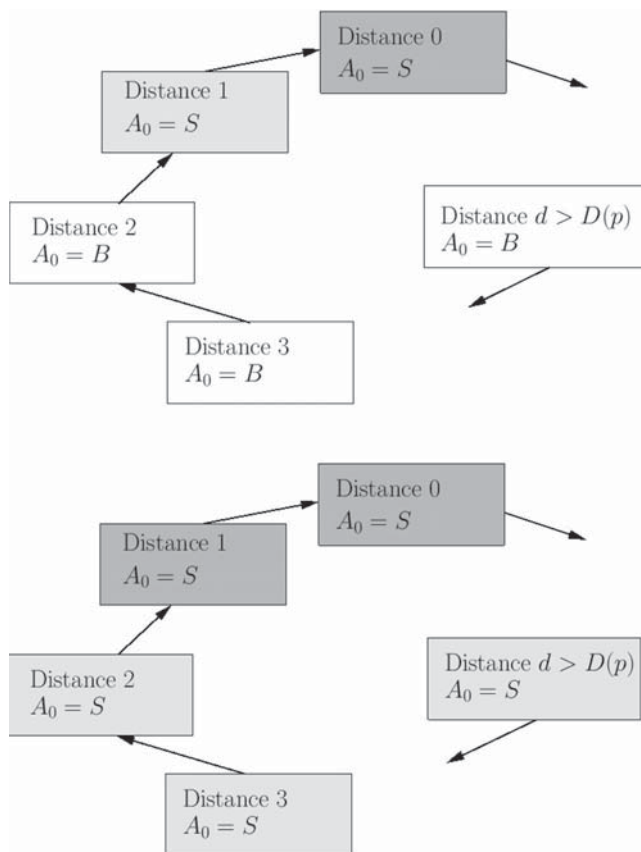 Distance 0
A₀ = S
Distance 1
A₀ = S
Distance 2
A₀ = B
Distance d > D(p)
A₀ = B
Distance 3
A₀ = B
Distance 0
A₀ = S
Distance 1
A₀ = S
Distance 2
A₀ = S
Distance d > D(p)
A₀ = S
Distance 3
A₀ = S